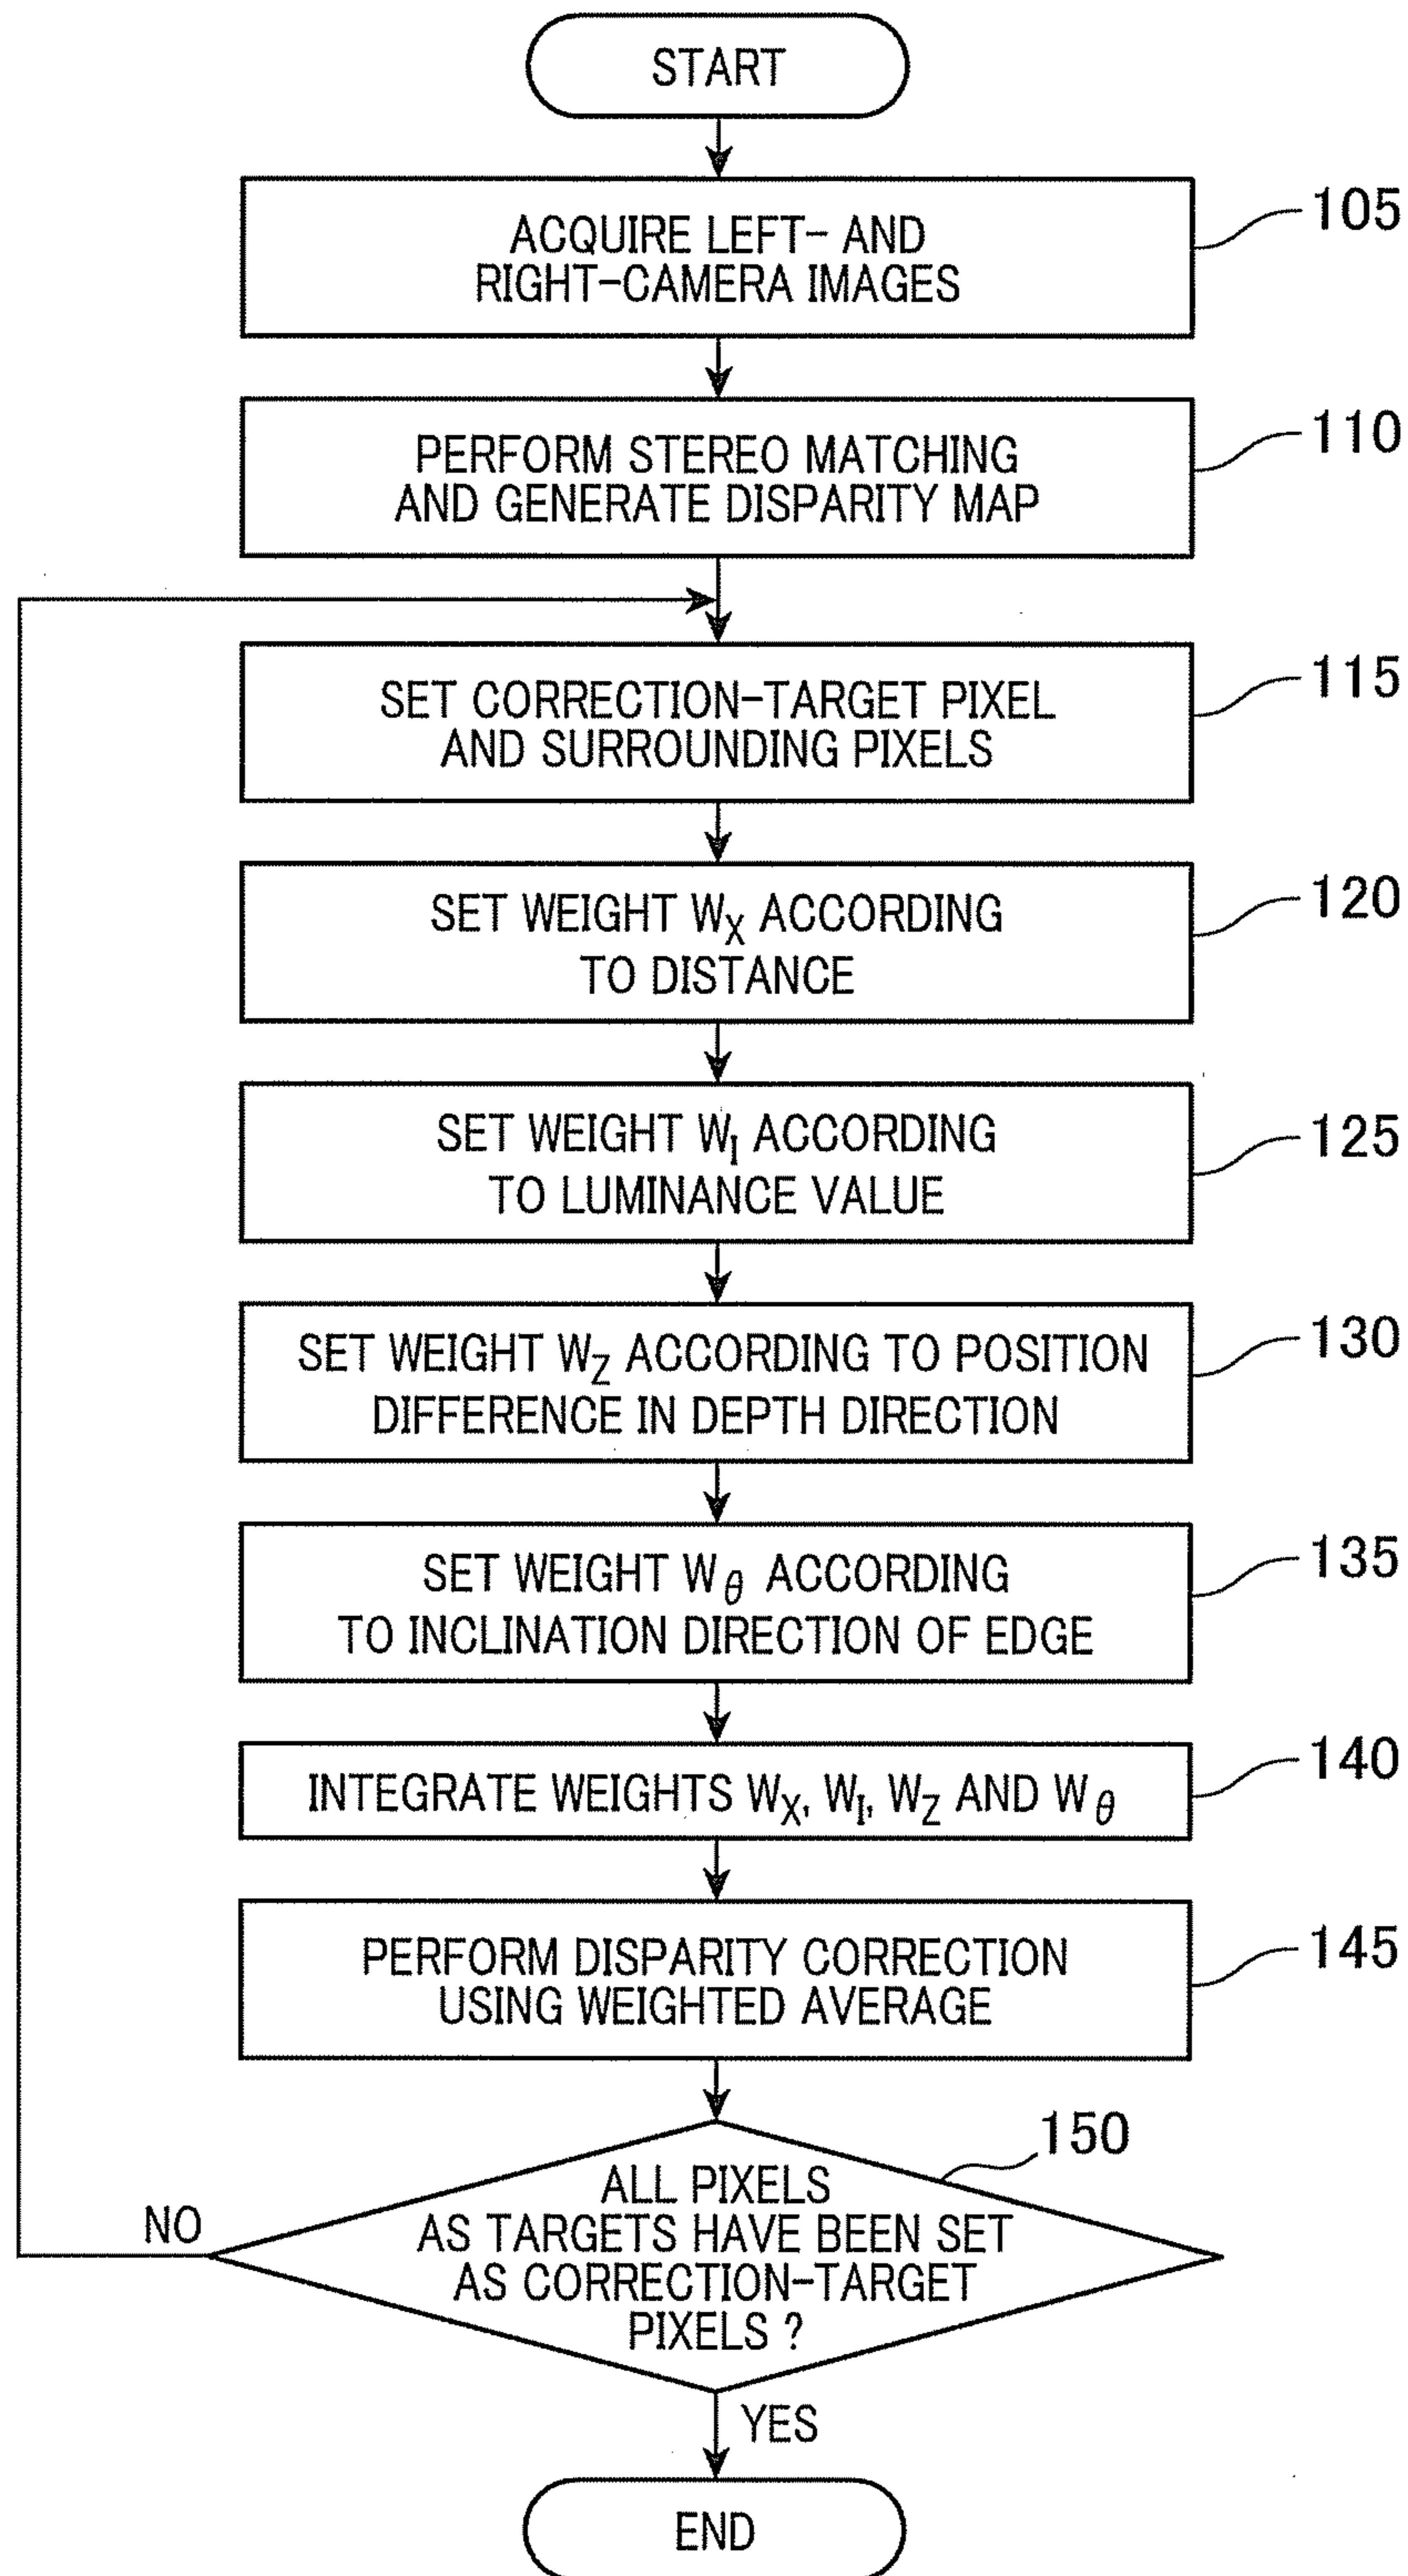 START
ACQUIRE LEFT- AND
RIGHT-CAMERA IMAGES
105
PERFORM STEREO MATCHING
AND GENERATE DISPARITY MAP
110
SET CORRECTION-TARGET PIXEL
AND SURROUNDING PIXELS
115
SET WEIGHT WX ACCORDING
TO DISTANCE
120
SET WEIGHT WI ACCORDING
TO LUMINANCE VALUE
125
SET WEIGHT WZ ACCORDING TO POSITION
DIFFERENCE IN DEPTH DIRECTION
130
SET WEIGHT Wθ ACCORDING
TO INCLINATION DIRECTION OF EDGE
135
INTEGRATE WEIGHTS WX, WI, WZ AND Wθ
140
PERFORM DISPARITY CORRECTION
USING WEIGHTED AVERAGE
145
150
ALL PIXELS
AS TARGETS HAVE BEEN SET
AS CORRECTION-TARGET
PIXELS ?
NO
YES
END